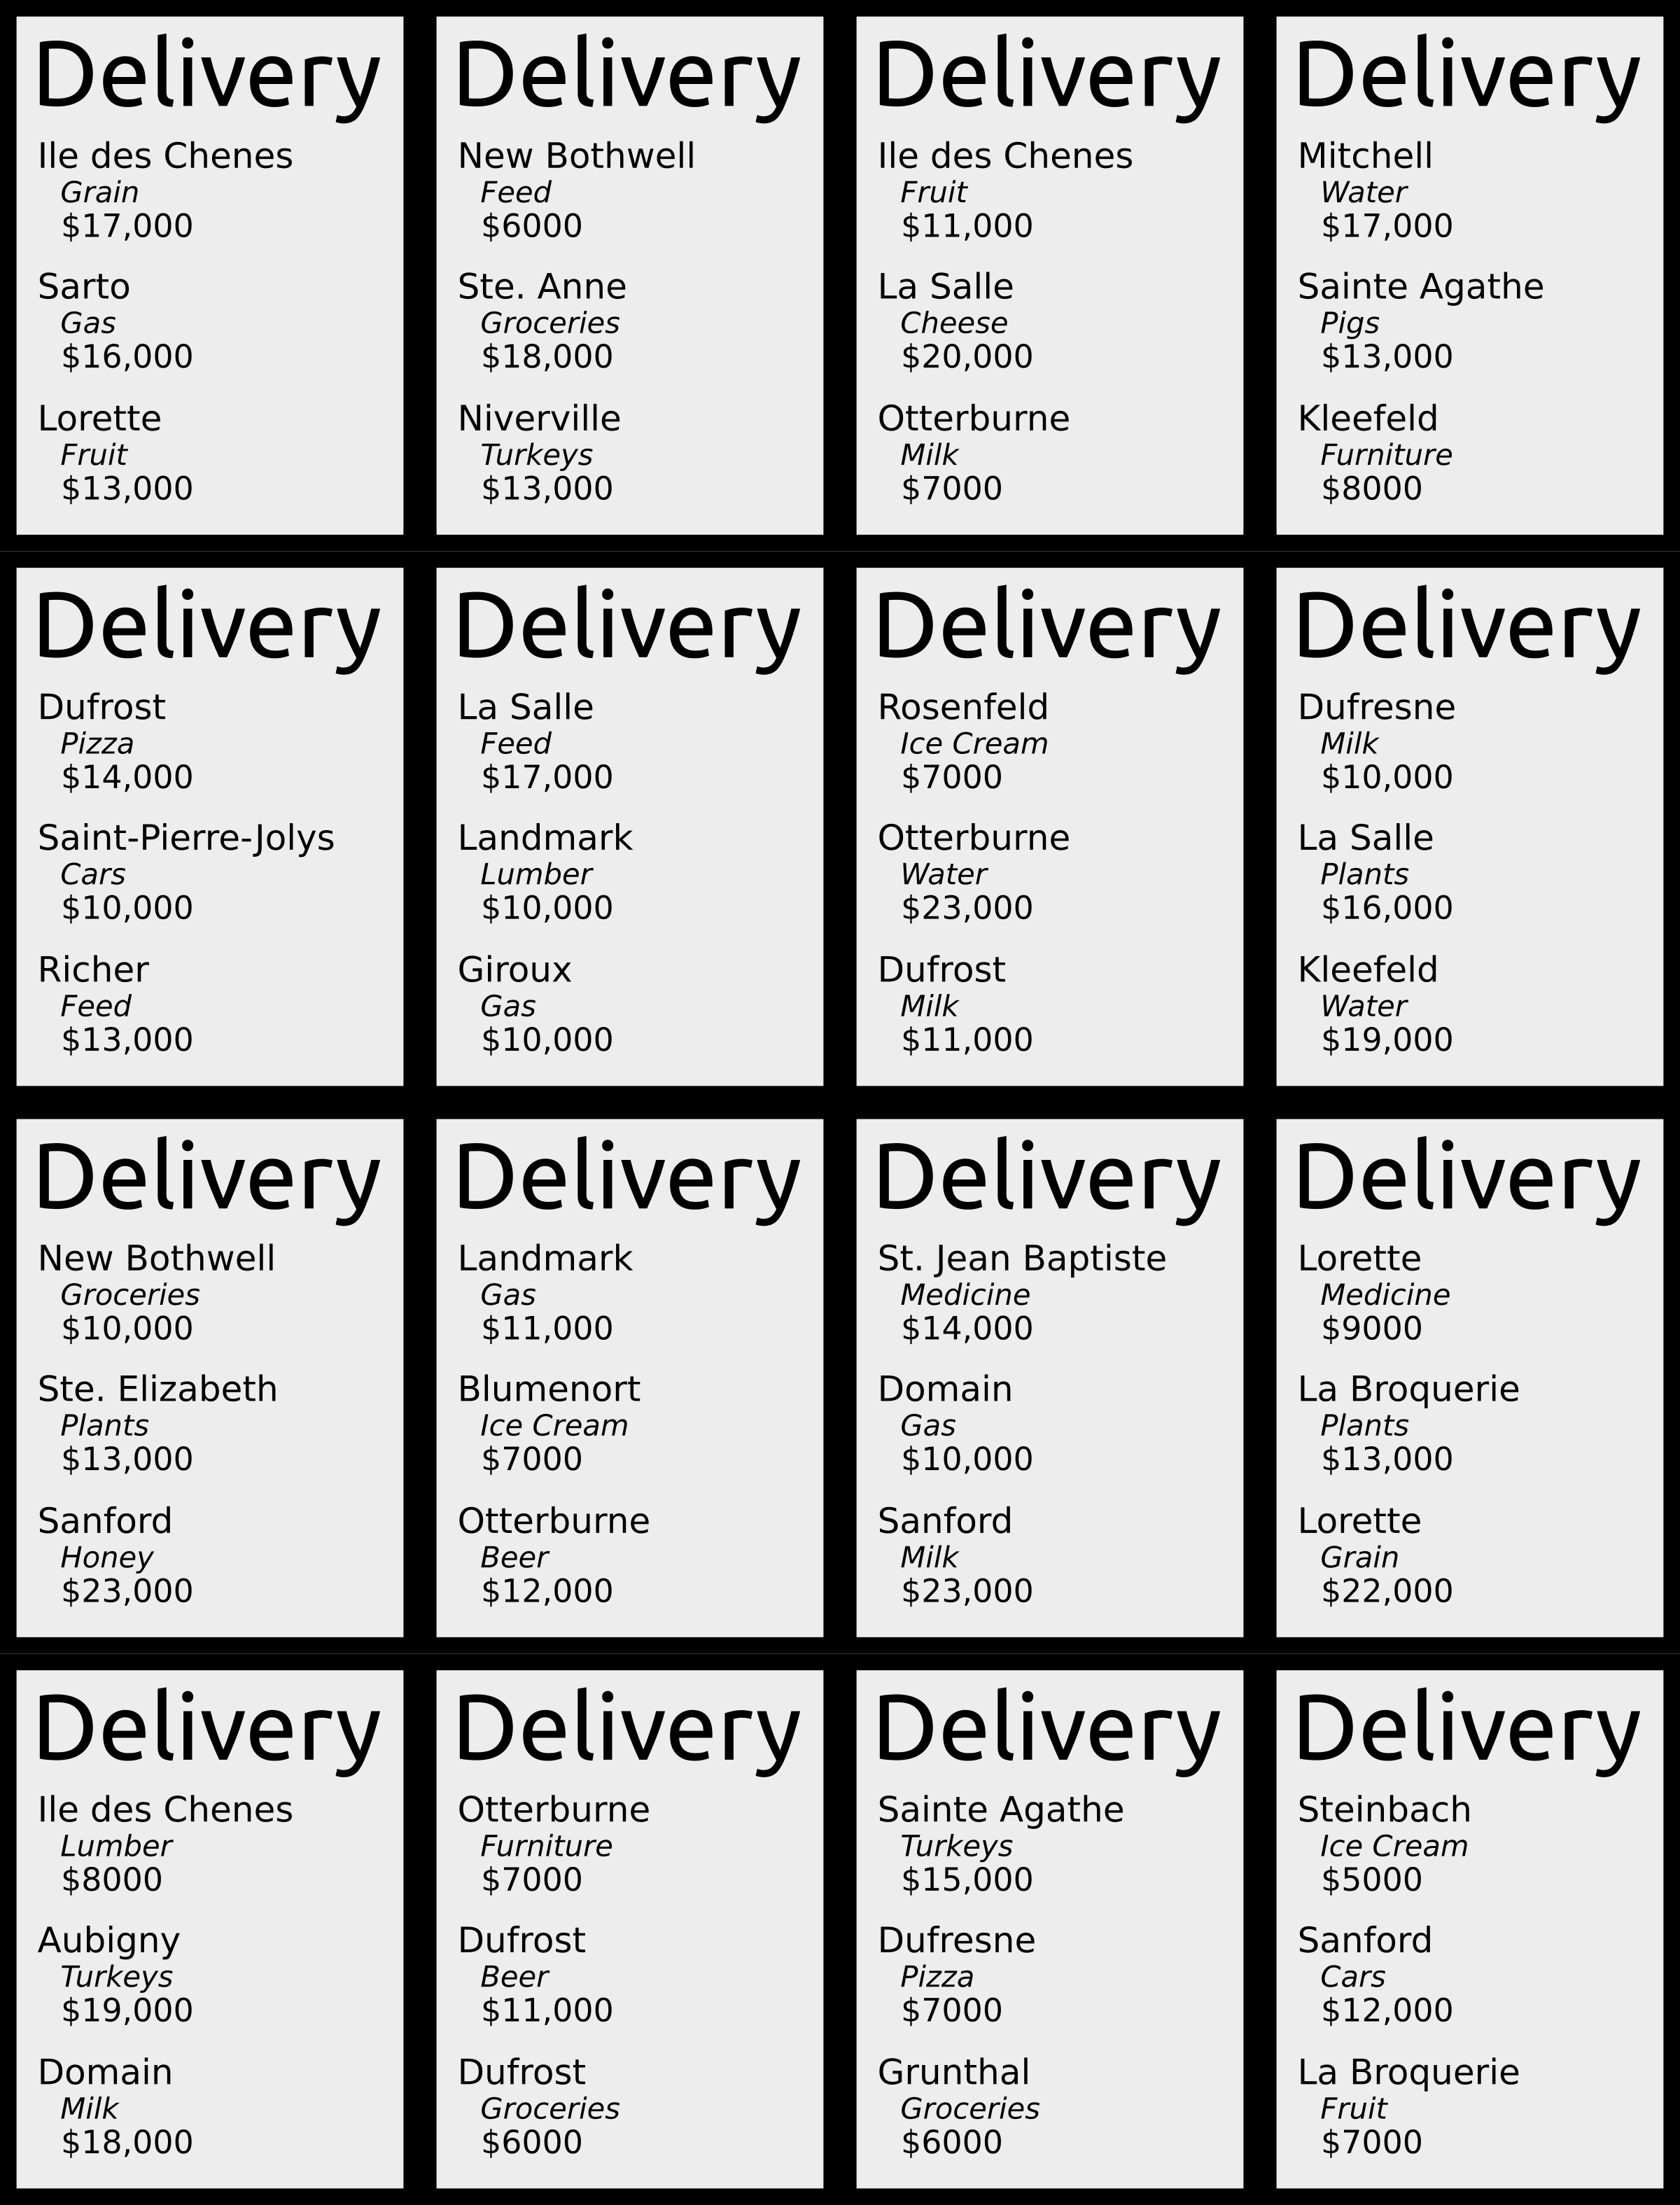 Delivery
Ile des Chenes
Grain
$17,000
Sarto
Gas
$16,000
Lorette
Fruit
$13,000
Delivery
New Bothwell
Feed
$6000
Ste. Anne
Groceries
$18,000
Niverville
Turkeys
$13,000
Delivery
Ile des Chenes
Fruit
$11,000
La Salle
Cheese
$20,000
Otterburne
Milk
$7000
Delivery
Mitchell
Water
$17,000
Sainte Agathe
Pigs
$13,000
Kleefeld
Furniture
$8000
Delivery
Dufrost
Pizza
$14,000
Saint-Pierre-Jolys
Cars
$10,000
Richer
Feed
$13,000
Delivery
La Salle
Feed
$17,000
Landmark
Lumber
$10,000
Giroux
Gas
$10,000
Delivery
Rosenfeld
Ice Cream
$7000
Otterburne
Water
$23,000
Dufrost
Milk
$11,000
Delivery
Dufresne
Milk
$10,000
La Salle
Plants
$16,000
Kleefeld
Water
$19,000
Delivery
New Bothwell
Groceries
$10,000
Ste. Elizabeth
Plants
$13,000
Sanford
Honey
$23,000
Delivery
Landmark
Gas
$11,000
Blumenort
Ice Cream
$7000
Otterburne
Beer
$12,000
Delivery
St. Jean Baptiste
Medicine
$14,000
Domain
Gas
$10,000
Sanford
Milk
$23,000
Delivery
Lorette
Medicine
$9000
La Broquerie
Plants
$13,000
Lorette
Grain
$22,000
Delivery
Ile des Chenes
Lumber
$8000
Aubigny
Turkeys
$19,000
Domain
Milk
$18,000
Delivery
Otterburne
Furniture
$7000
Dufrost
Beer
$11,000
Dufrost
Groceries
$6000
Delivery
Sainte Agathe
Turkeys
$15,000
Dufresne
Pizza
$7000
Grunthal
Groceries
$6000
Delivery
Steinbach
Ice Cream
$5000
Sanford
Cars
$12,000
La Broquerie
Fruit
$7000